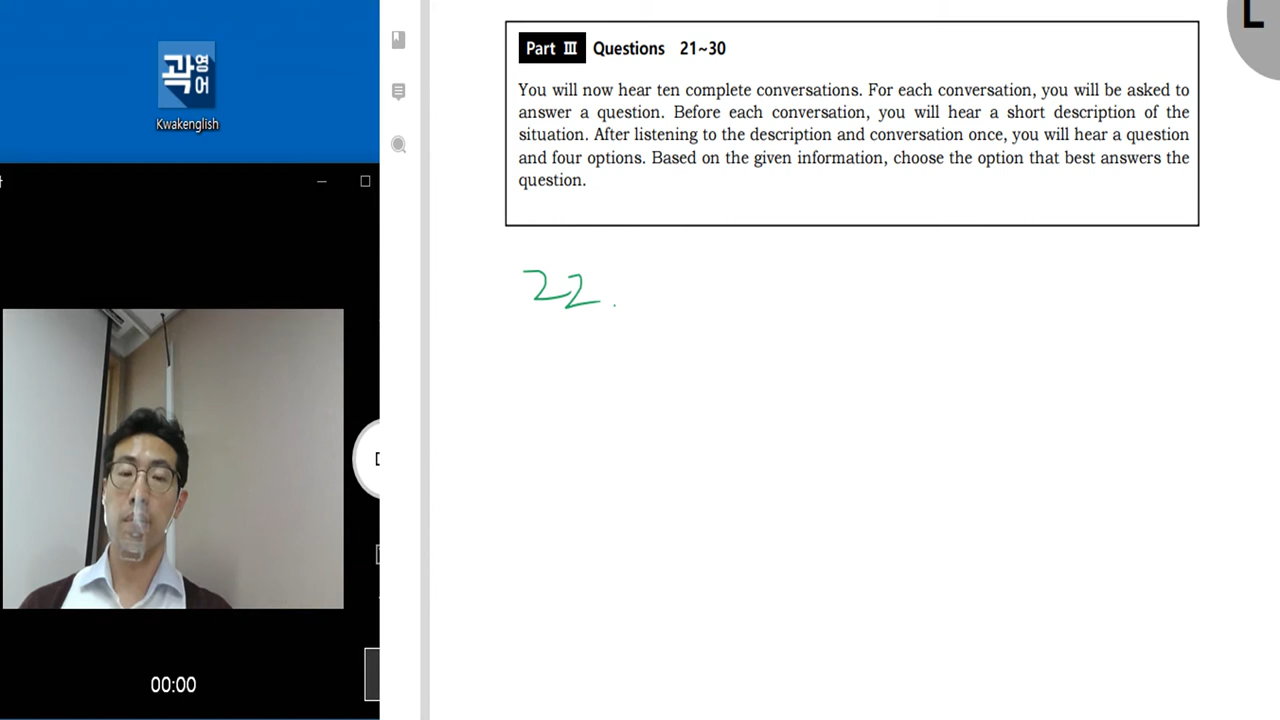 곽영어
Kwakenglish
00:00
L
Part Ⅲ Questions 21~30
You will now hear ten complete conversations. For each conversation, you will be asked to
answer a question. Before each conversation, you will hear a short description of the
situation. After listening to the description and conversation once, you will hear a question
and four options. Based on the given information, choose the option that best answers the
question.
22.